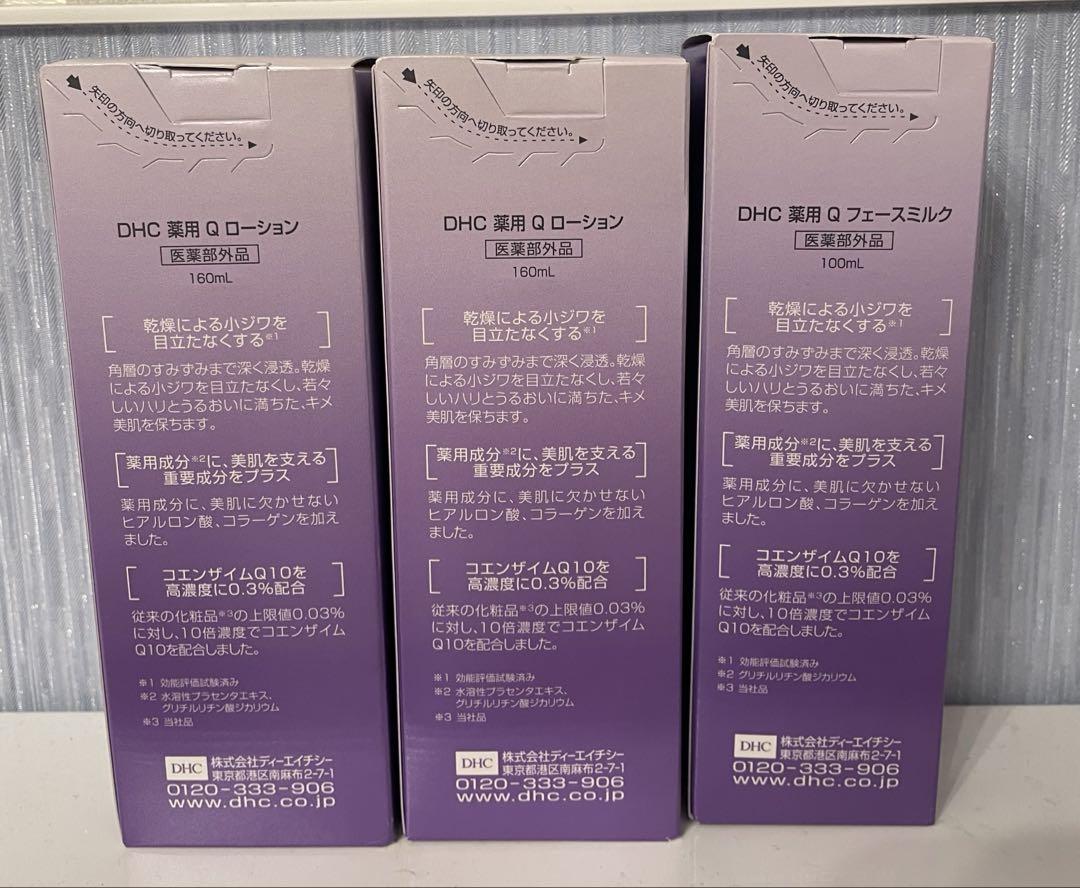 矢印の方向へ切り取ってください。
DHC 薬用 Q ローション
医薬部外品
160mL
乾燥による小ジワを
目立たなくする※1
角層のすみずみまで深く浸透。乾燥
による小ジワを目立たなくし、若々
しいハリとうるおいに満ちた、キメ
美肌を保ちます。
薬用成分※2に、美肌を支える
重要成分をプラス
薬用成分に、美肌に欠かせない
ヒアルロン酸、コラーゲンを加え
ました。
コエンザイムQ10を
高濃度に0.3%配合
従来の化粧品※3の上限値0.03%
に対し、10倍濃度でコエンザイム
Q10を配合しました。
※1 効能評価試験済み
※2 水溶性プラセンタエキス、
グリチルリチン酸ジカリウム
※3 当社品
DHC
株式会社ディーエイチシー
東京都港区南麻布2-7-1
0120-333-906
www.dhc.co.jp
矢印の方向へ切り取ってください。
DHC 薬用 Q ローション
医薬部外品
160mL
乾燥による小ジワを
目立たなくする※1
角層のすみずみまで深く浸透。乾燥
による小ジワを目立たなくし、若々
しいハリとうるおいに満ちた、キメ
美肌を保ちます。
薬用成分※2に、美肌を支える
重要成分をプラス
薬用成分に、美肌に欠かせない
ヒアルロン酸、コラーゲンを加え
ました。
コエンザイムQ10を
高濃度に0.3%配合
従来の化粧品※3の上限値0.03%
に対し、10倍濃度でコエンザイム
Q10を配合しました。
※1 効能評価試験済み
※2 水溶性プラセンタエキス、
グリチルリチン酸ジカリウム
※3 当社品
DHC
株式会社ディーエイチシー
東京都港区南麻布2-7-1
0120-333-906
www.dhc.co.jp
矢印の方向へ切り取ってください。
DHC 薬用 Q フェースミルク
医薬部外品
100mL
乾燥による小ジワを
目立たなくする※1
角層のすみずみまで深く浸透。乾燥
による小ジワを目立たなくし、若々
しいハリとうるおいに満ちた、キメ
美肌を保ちます。
薬用成分※2に、美肌を支える
重要成分をプラス
薬用成分に、美肌に欠かせない
ヒアルロン酸、コラーゲンを加え
ました。
コエンザイムQ10を
高濃度に0.3%配合
従来の化粧品※3の上限値0.03%
に対し、10倍濃度でコエンザイム
Q10を配合しました。
※1 効能評価試験済み
※2 グリチルリチン酸ジカリウム
※3 当社品
DHC
株式会社ディーエイチシー
東京都港区南麻布2-7-1
0120-333-906
www.dhc.co.jp